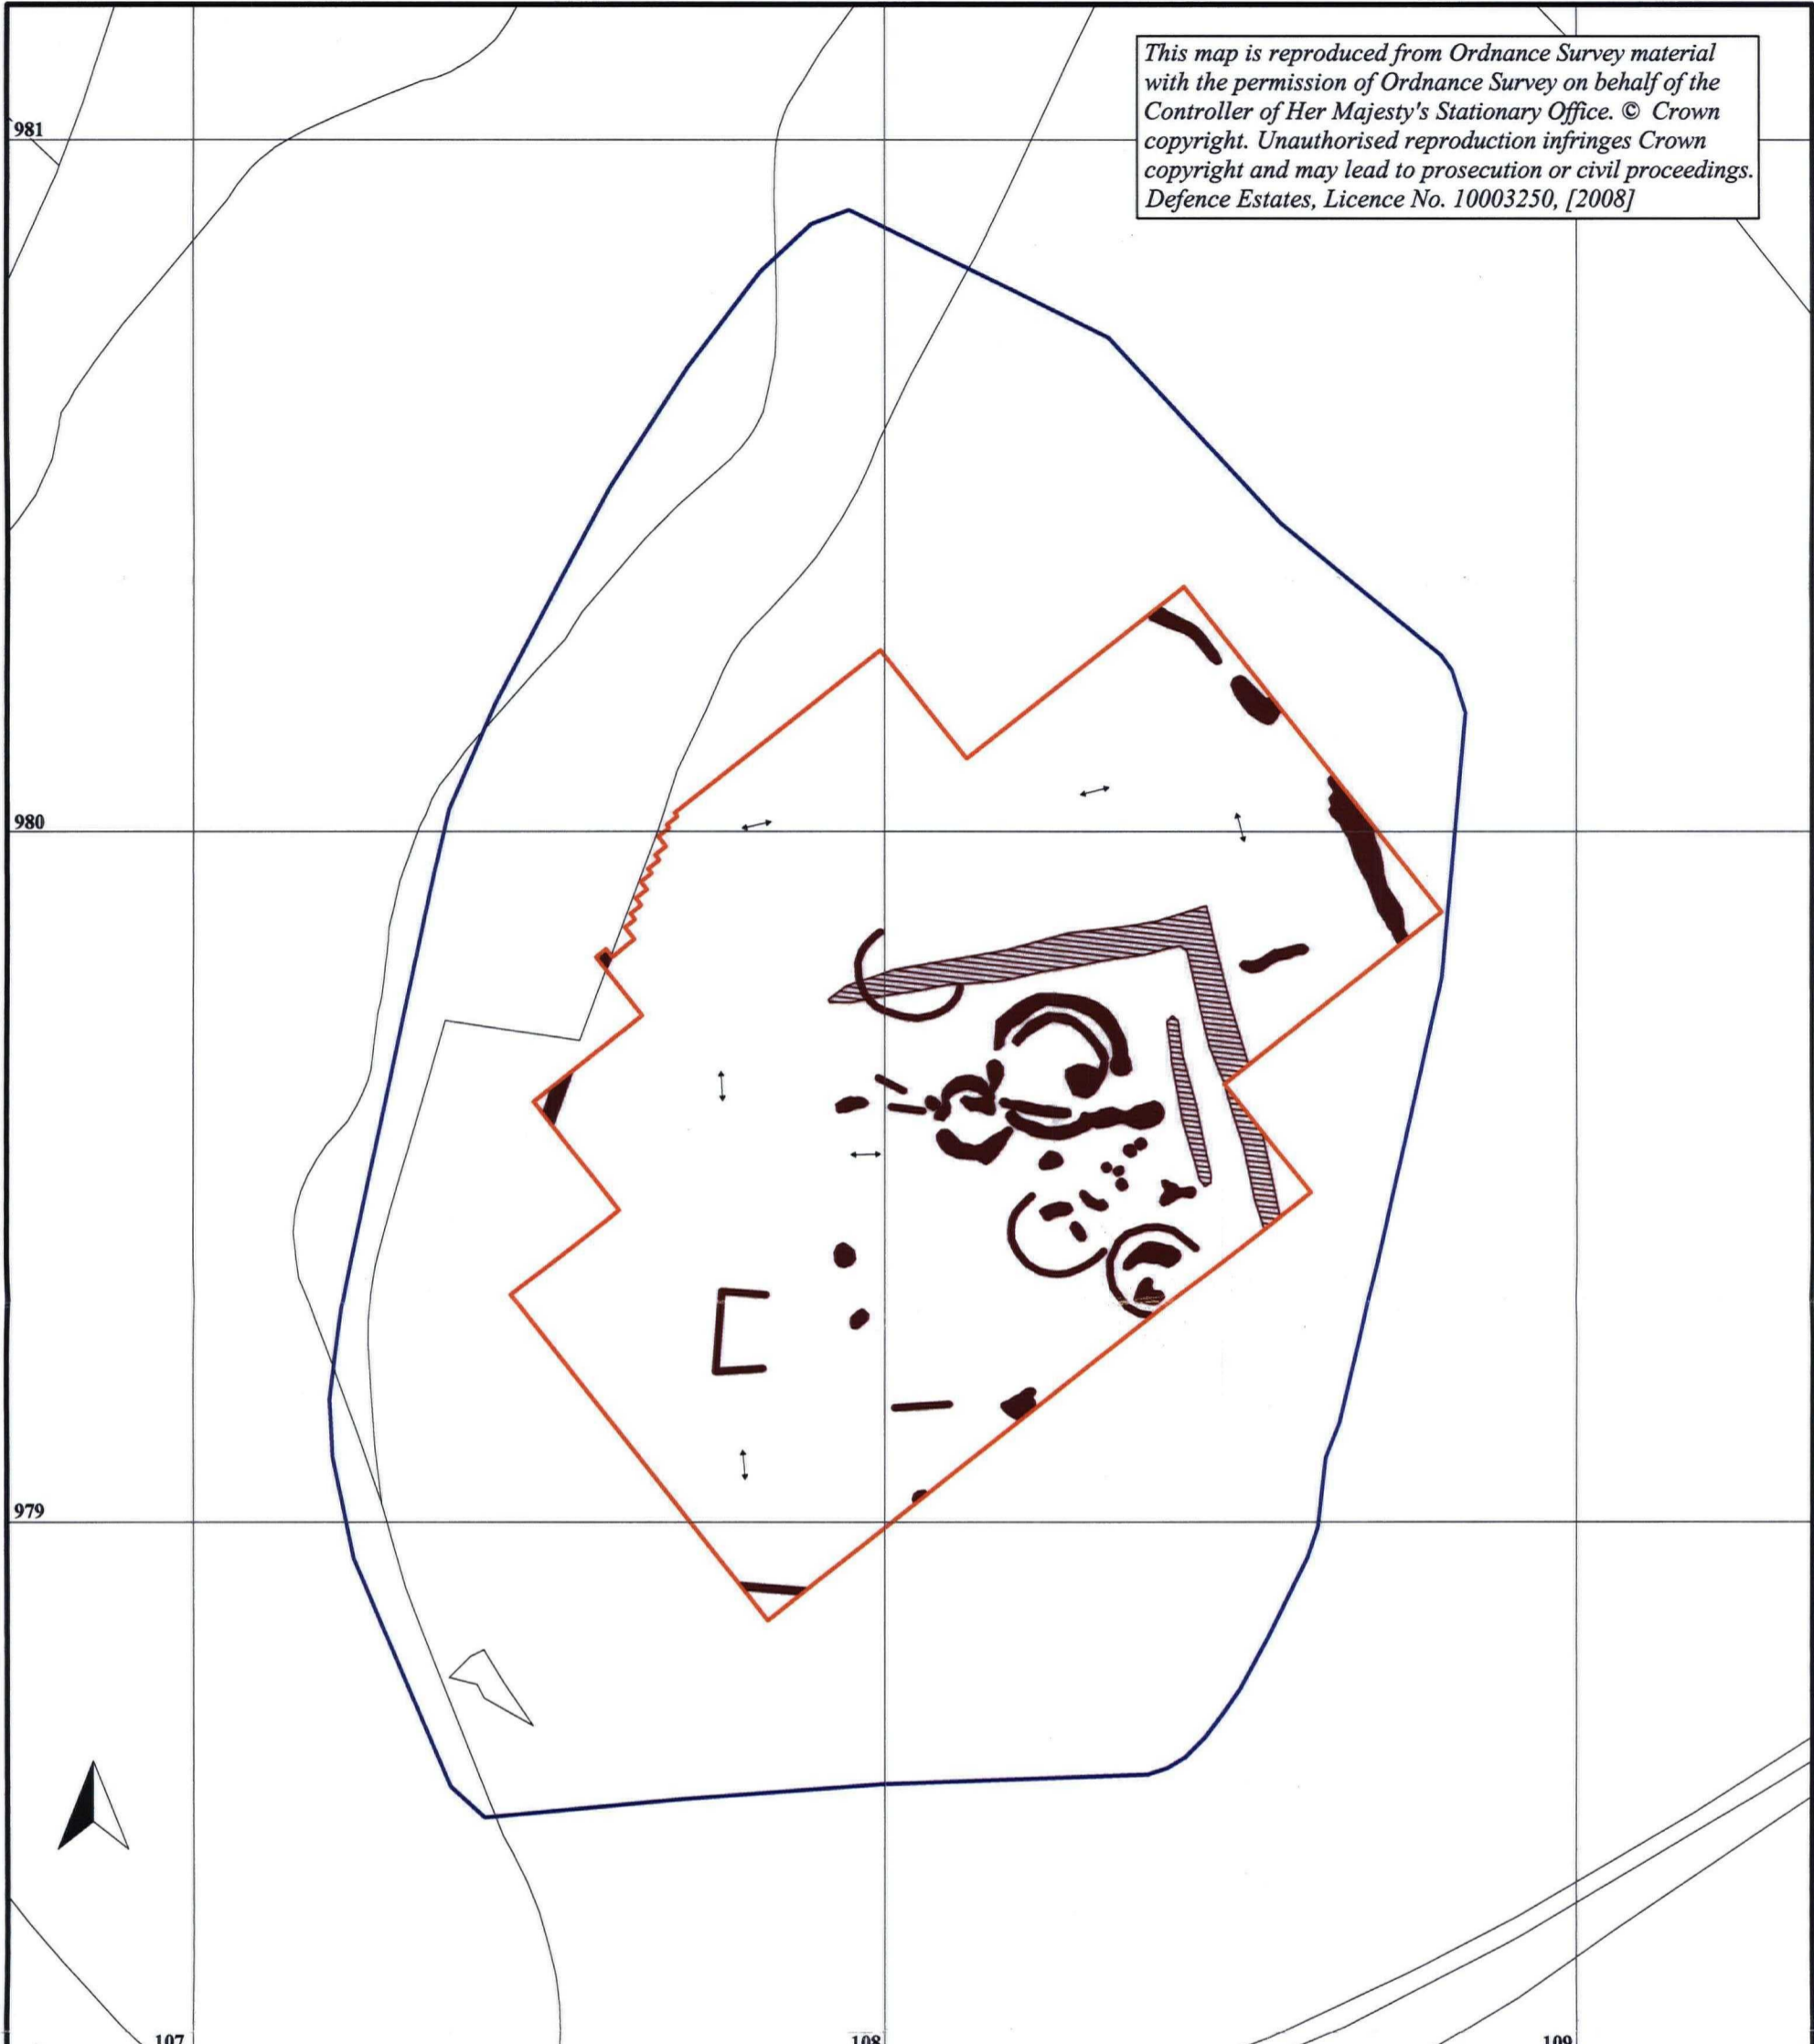 This map is reproduced from Ordnance Survey material
with the permission of Ordnance Survey on behalf of the
Controller of Her Majesty's Stationary Office. © Crown
copyright. Unauthorised reproduction infringes Crown
copyright and may lead to prosecution or civil proceedings.
Defence Estates, Licence No. 10003250, [2008]
981
980
979
107
108
109